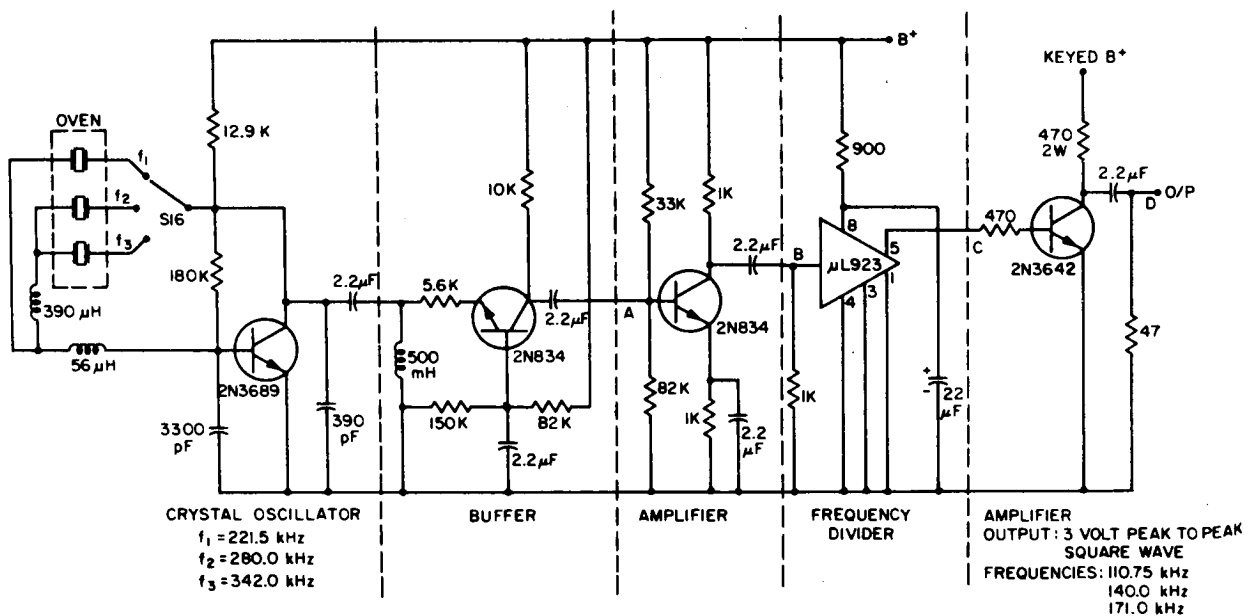 B+
KEYED B+
OVEN
f1
f2
f3
S16
12.9 K
180K
390 μH
56 μH
2N3689
3300
pF
390
pF
2.2μF
5.6K
10K
2.2μF
2N834
500
mH
150K
82K
2.2μF
A
33K
1K
2.2μF
2N834
82K
1K
2.2
μF
B
1K
900
8
μL923
5
1
3
4
22
μF
+
-
C
470
470
2W
2.2μF
D
O/P
2N3642
47
CRYSTAL OSCILLATOR
f1 = 221.5 kHz
f2 = 280.0 kHz
f3 = 342.0 kHz
BUFFER
AMPLIFIER
FREQUENCY
DIVIDER
AMPLIFIER
OUTPUT: 3 VOLT PEAK TO PEAK
SQUARE WAVE
FREQUENCIES: 110.75 kHz
140.0 kHz
171.0 kHz